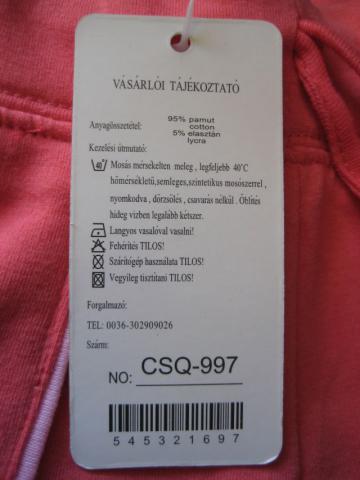 VÁSÁRLÓI TÁJÉKOZTATÓ
Anyagösszetétel: 95% pamut
cotton
5% elasztán
lycra
Kezelési útmutató:
40° Mosás mérsékelten meleg , legfeljebb 40°C
hőmérsékletű,semleges,szintetikus mosószerrel ,
nyomkodva , dörzsölés , csavarás nélkül . Öblítés
hideg vízben legalább kétszer.
Langyos vasalóval vasalni!
Fehérítés TILOS!
Szárítógép használata TILOS!
Vegyileg tisztítani TILOS!
Forgalmazó:
TEL: 0036-302909026
Szárm:
NO: CSQ-997
545321697